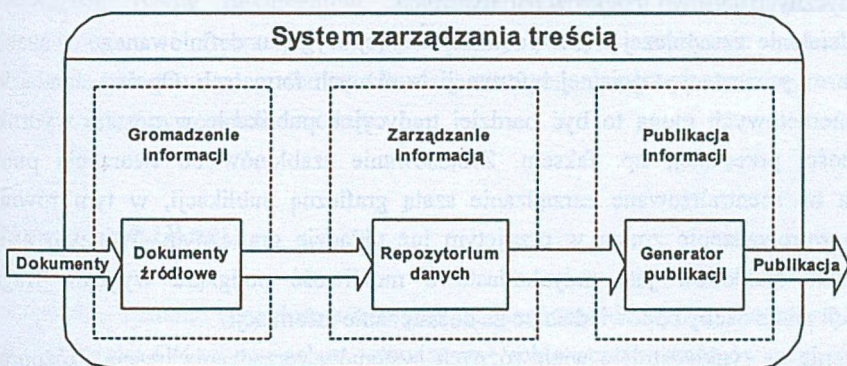 System zarządzania treścią
Gromadzenie
Informacji
Zarządzanie
Informacją
Publikacja
Informacji
Dokumenty
Dokumenty
źródłowe
Repozytorium
danych
Generator
publikacji
Publikacja